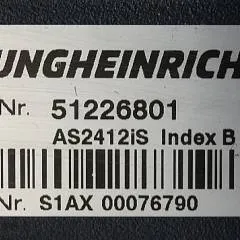 UNGHEINRICH
Nr. 51226801
AS2412iS Index B
Nr. S1AX 00076790